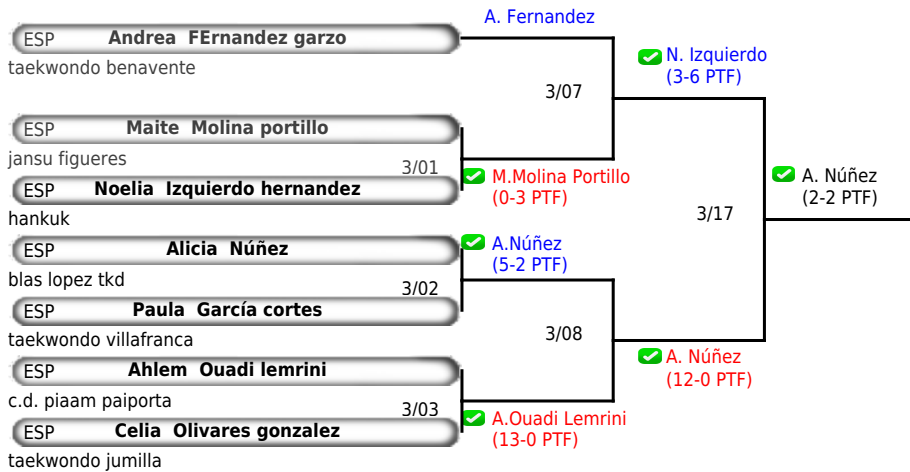 A. Fernandez
ESP Andrea FErnandez garzo
taekwondo benavente
N. Izquierdo
(3-6 PTF)
3/07
ESP Maite Molina portillo
jansu figueres
3/01
M.Molina Portillo
(0-3 PTF)
ESP Noelia Izquierdo hernandez
hankuk
A. Núñez
(2-2 PTF)
3/17
ESP Alicia Núñez
A.Núñez
(5-2 PTF)
blas lopez tkd
3/02
ESP Paula García cortes
taekwondo villafranca
3/08
ESP Ahlem Ouadi lemrini
A. Núñez
(12-0 PTF)
c.d. piaam paiporta
3/03
A.Ouadi Lemrini
(13-0 PTF)
ESP Celia Olivares gonzalez
taekwondo jumilla